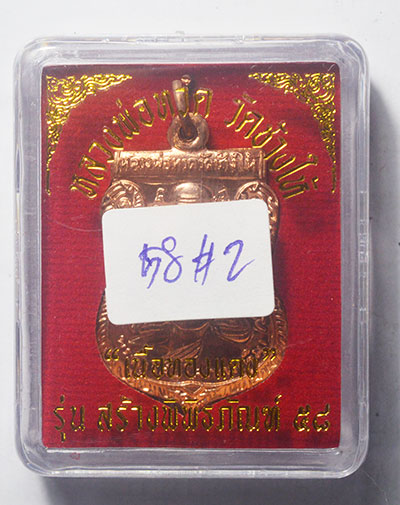 หลวงพ่อทวด วัดช้างให้
58#2
"เนื้อทองแดง"
รุ่น สร้างพิพิธภัณฑ์ ๕๘